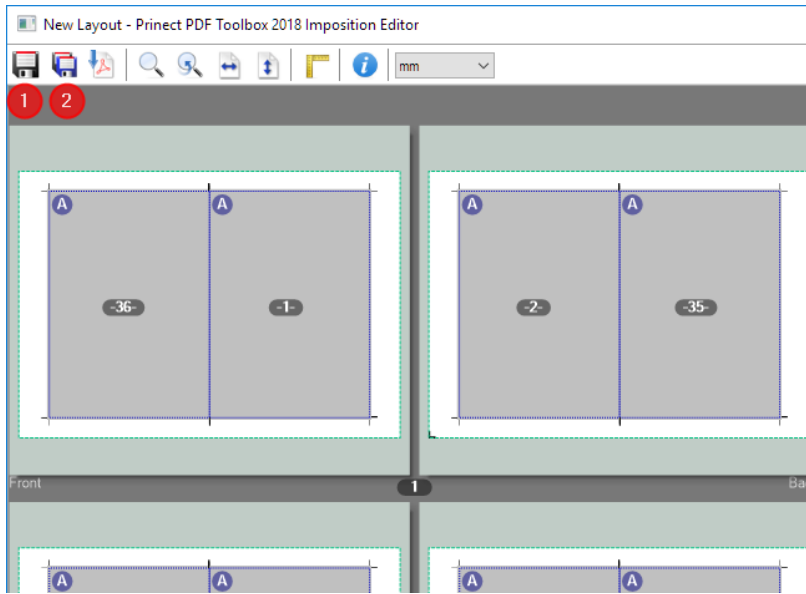 New Layout - Prinect PDF Toolbox 2018 Imposition Editor
mm
1 2
A A A A
-36- -1- -2- -35-
Front 1 Ba
A A A A